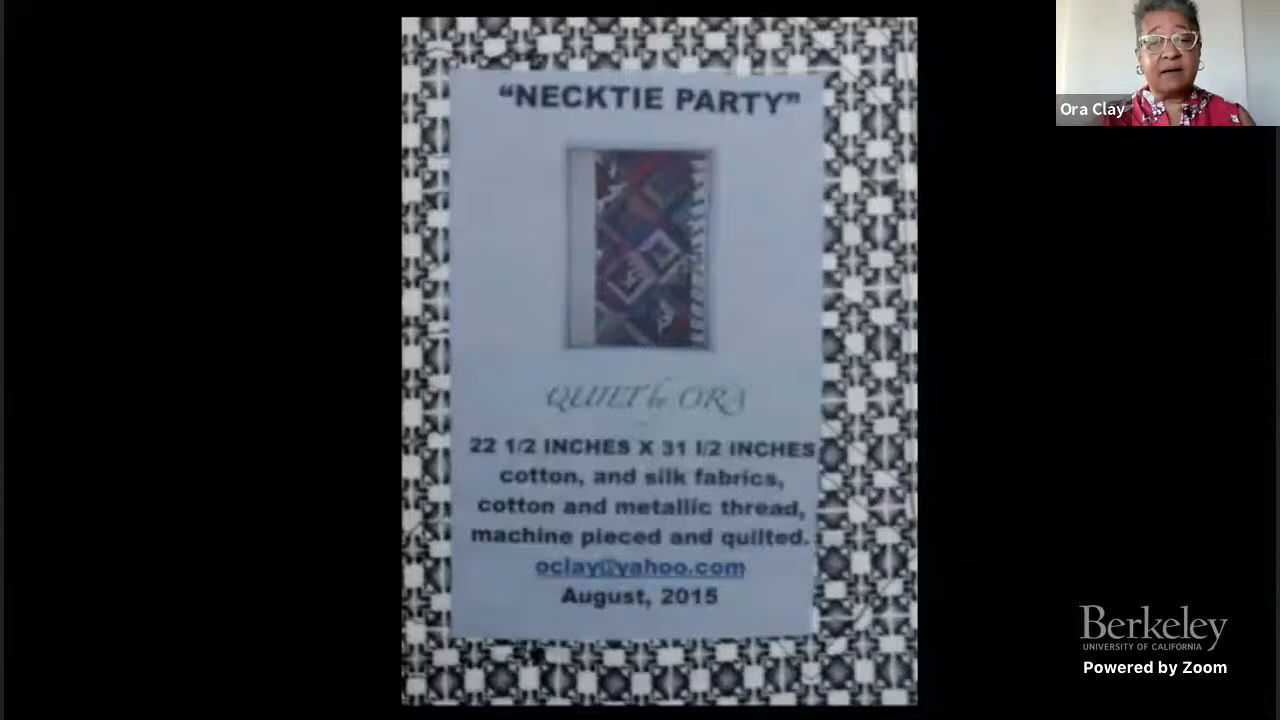 “NECKTIE PARTY”
QUILT by ORA
22 1/2 INCHES X 31 1/2 INCHES
cotton, and silk fabrics,
cotton and metallic thread,
machine pieced and quilted.
oclay@yahoo.com
August, 2015
Ora Clay
Berkeley
UNIVERSITY OF CALIFORNIA
Powered by Zoom